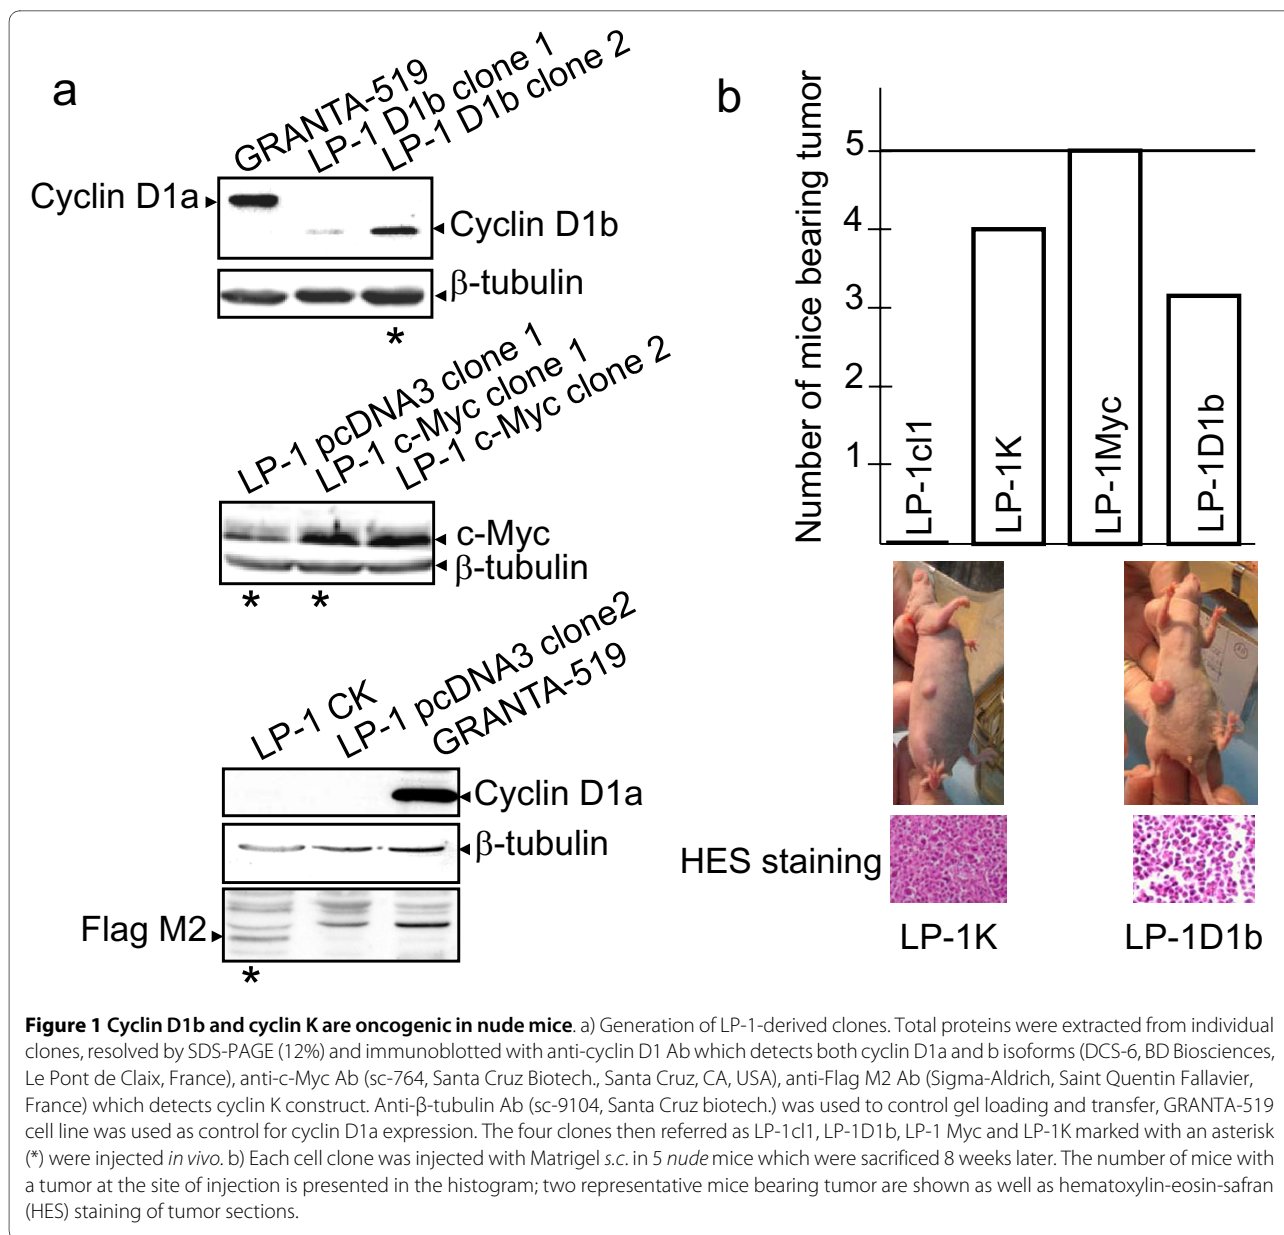 a
GRANTA-519
LP-1 D1b clone 1
LP-1 D1b clone 2
Cyclin D1a
Cyclin D1b
β-tubulin
*
LP-1 pcDNA3 clone 1
LP-1 c-Myc clone 1
LP-1 c-Myc clone 2
c-Myc
β-tubulin
* *
LP-1 CK
LP-1 pcDNA3 clone2
GRANTA-519
Cyclin D1a
β-tubulin
Flag M2
*
b
Number of mice bearing tumor
5
4
3
2
1
LP-1cl1
LP-1K
LP-1Myc
LP-1D1b
HES staining
LP-1K
LP-1D1b
Figure 1 Cyclin D1b and cyclin K are oncogenic in nude mice. a) Generation of LP-1-derived clones. Total proteins were extracted from individual
clones, resolved by SDS-PAGE (12%) and immunoblotted with anti-cyclin D1 Ab which detects both cyclin D1a and b isoforms (DCS-6, BD Biosciences,
Le Pont de Claix, France), anti-c-Myc Ab (sc-764, Santa Cruz Biotech., Santa Cruz, CA, USA), anti-Flag M2 Ab (Sigma-Aldrich, Saint Quentin Fallavier,
France) which detects cyclin K construct. Anti-β-tubulin Ab (sc-9104, Santa Cruz biotech.) was used to control gel loading and transfer, GRANTA-519
cell line was used as control for cyclin D1a expression. The four clones then referred as LP-1cl1, LP-1D1b, LP-1 Myc and LP-1K marked with an asterisk
(*) were injected in vivo. b) Each cell clone was injected with Matrigel s.c. in 5 nude mice which were sacrificed 8 weeks later. The number of mice with
a tumor at the site of injection is presented in the histogram; two representative mice bearing tumor are shown as well as hematoxylin-eosin-safran
(HES) staining of tumor sections.